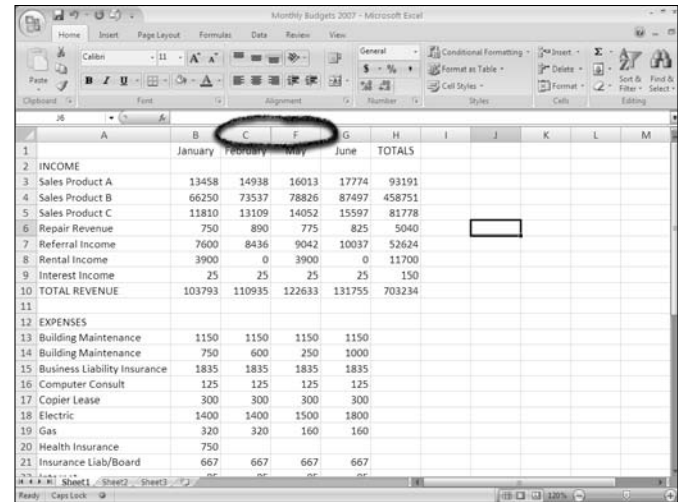 Monthly Budgets 2007 - Microsoft Excel
Home Insert Page Layout Formulas Data Review View
Calibri 11 A A General Conditional Formatting Insert Σ
Paste B I U A $ % , Format as Table Delete Sort & Find &
Cell Styles Format Filter Select
Clipboard Font Alignment Number Styles Cells Editing
J6 fx
A B C F G H I J K L M
1 January February May June TOTALS
2 INCOME
3 Sales Product A 13458 14938 16013 17774 93191
4 Sales Product B 66250 73537 78826 87497 458751
5 Sales Product C 11810 13109 14052 15597 81778
6 Repair Revenue 750 890 775 825 5040
7 Referral Income 7600 8436 9042 10037 52624
8 Rental Income 3900 0 3900 0 11700
9 Interest Income 25 25 25 25 150
10 TOTAL REVENUE 103793 110935 122633 131755 703234
11
12 EXPENSES
13 Building Maintenance 1150 1150 1150 1150
14 Building Maintenance 750 600 250 1000
15 Business Liability Insurance 1835 1835 1835 1835
16 Computer Consult 125 125 125 125
17 Copier Lease 300 300 300 300
18 Electric 1400 1400 1500 1800
19 Gas 320 320 160 160
20 Health Insurance 750
21 Insurance Liab/Board 667 667 667 667
Sheet1 Sheet2 Sheet3
Ready Caps Lock 120%